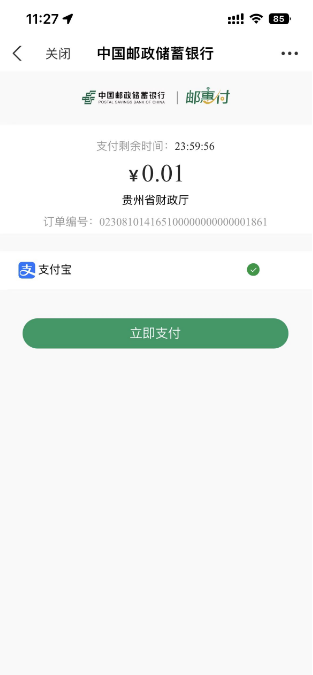 11:27
85
关闭 中国邮政储蓄银行
中国邮政储蓄银行 邮惠付
POSTAL SAVINGS BANK OF CHINA
支付剩余时间：23:59:56
¥0.01
贵州省财政厅
订单编号：023081014165100000000000001861
支 支付宝
立即支付